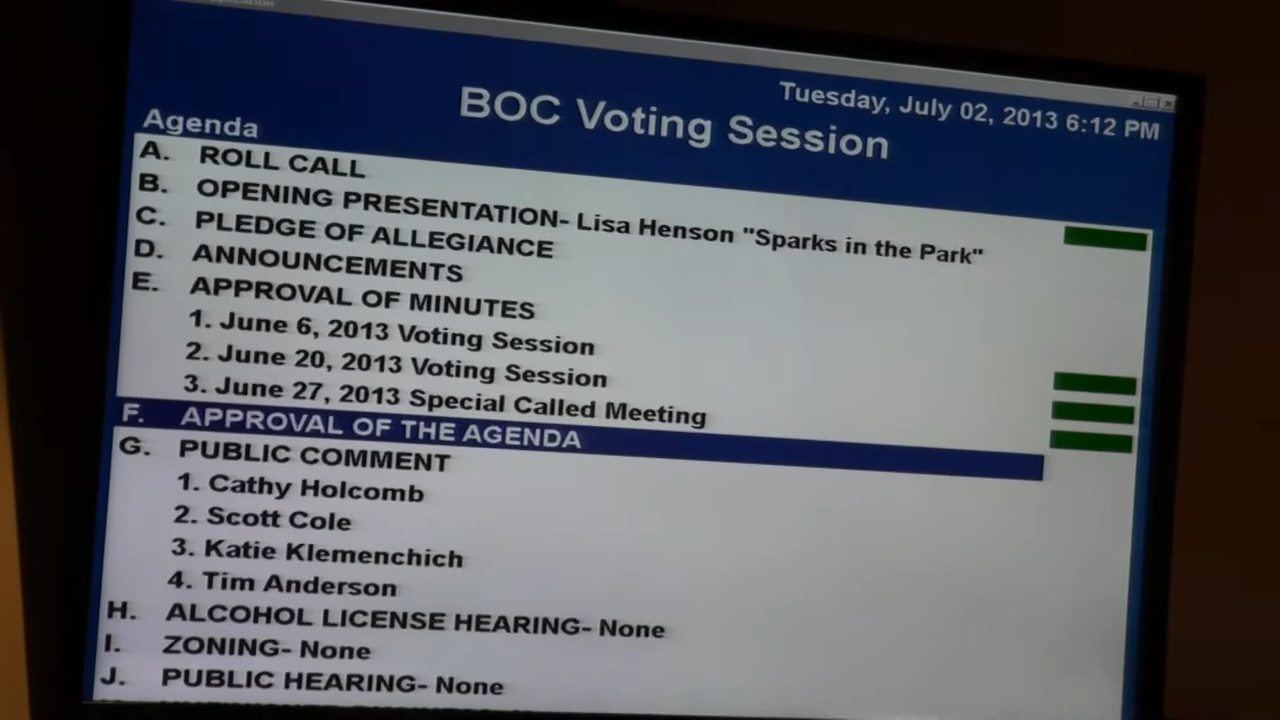 Tuesday, July 02, 2013 6:12 PM
BOC Voting Session
Agenda
A. ROLL CALL
B. OPENING PRESENTATION- Lisa Henson "Sparks in the Park"
C. PLEDGE OF ALLEGIANCE
D. ANNOUNCEMENTS
E. APPROVAL OF MINUTES
1. June 6, 2013 Voting Session
2. June 20, 2013 Voting Session
3. June 27, 2013 Special Called Meeting
F. APPROVAL OF THE AGENDA
G. PUBLIC COMMENT
1. Cathy Holcomb
2. Scott Cole
3. Katie Klemenchich
4. Tim Anderson
H. ALCOHOL LICENSE HEARING- None
I. ZONING- None
J. PUBLIC HEARING- None